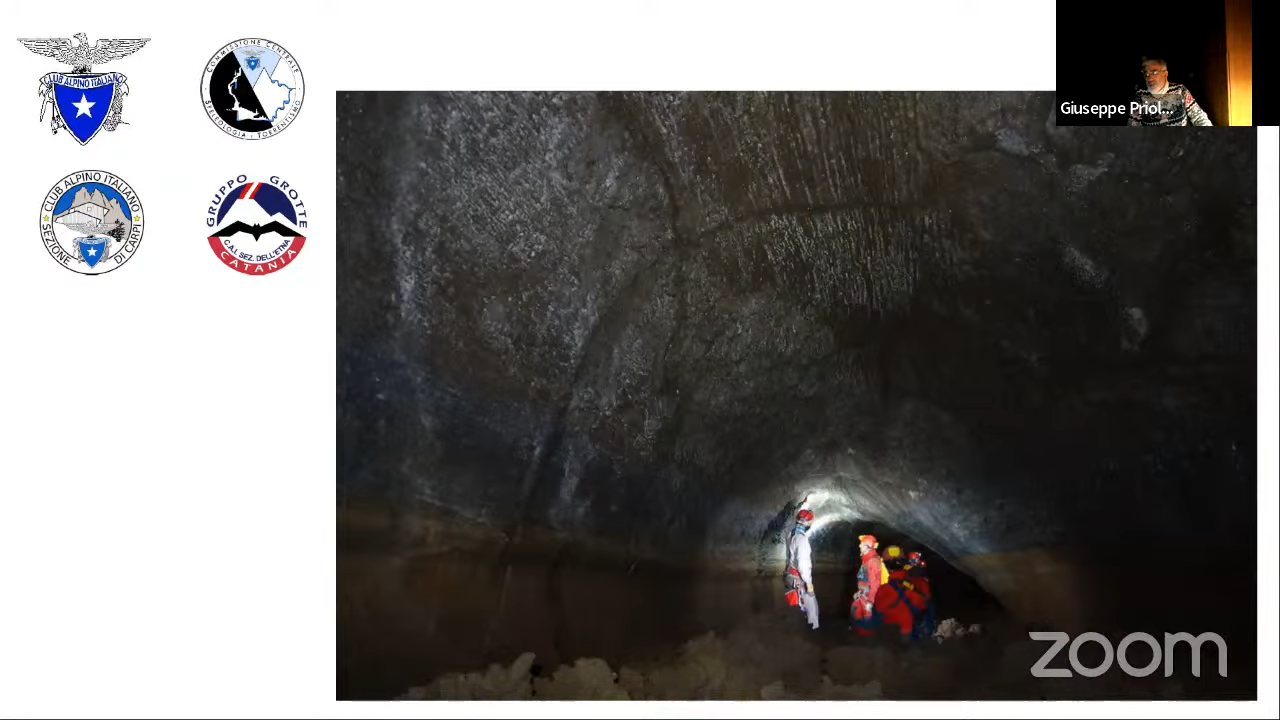 CLUB ALPINO ITALIANO
COMMISSIONE CENTRALE
SPELEOLOGIA e TORRENTISMO
CLUB ALPINO ITALIANO
SEZIONE DI CARPI
GRUPPO GROTTE
C.A.I. SEZ. DELL'ETNA
CATANIA
Giuseppe Priol...
zoom